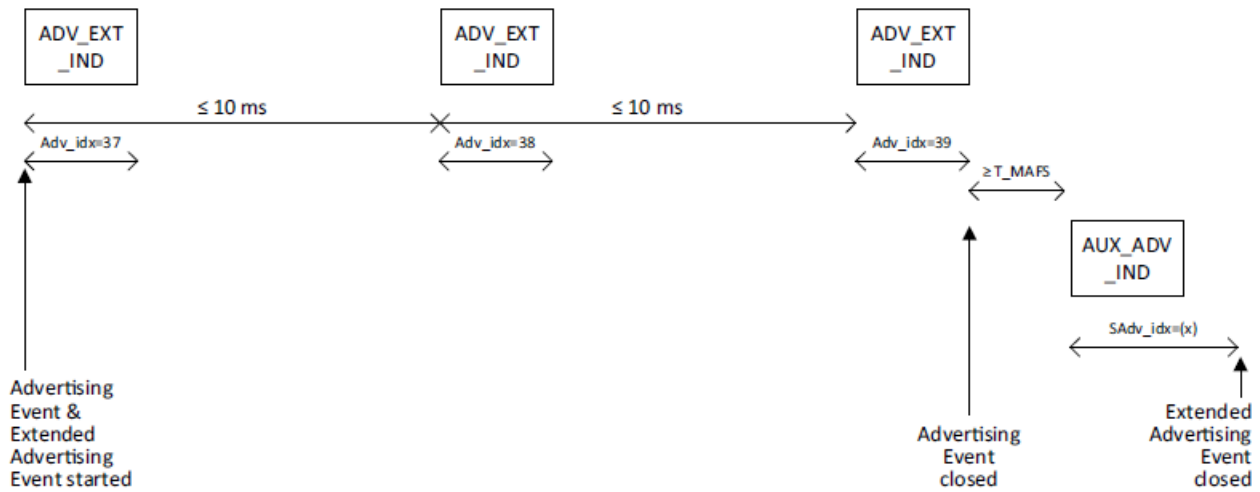 ADV_EXT
_IND
ADV_EXT
_IND
ADV_EXT
_IND
≤ 10 ms
≤ 10 ms
Adv_idx=37
Adv_idx=38
Adv_idx=39
≥T_MAFS
AUX_ADV
_IND
SAdv_idx=(x)
Advertising
Event &
Extended
Advertising
Event started
Advertising
Event
closed
Extended
Advertising
Event
closed